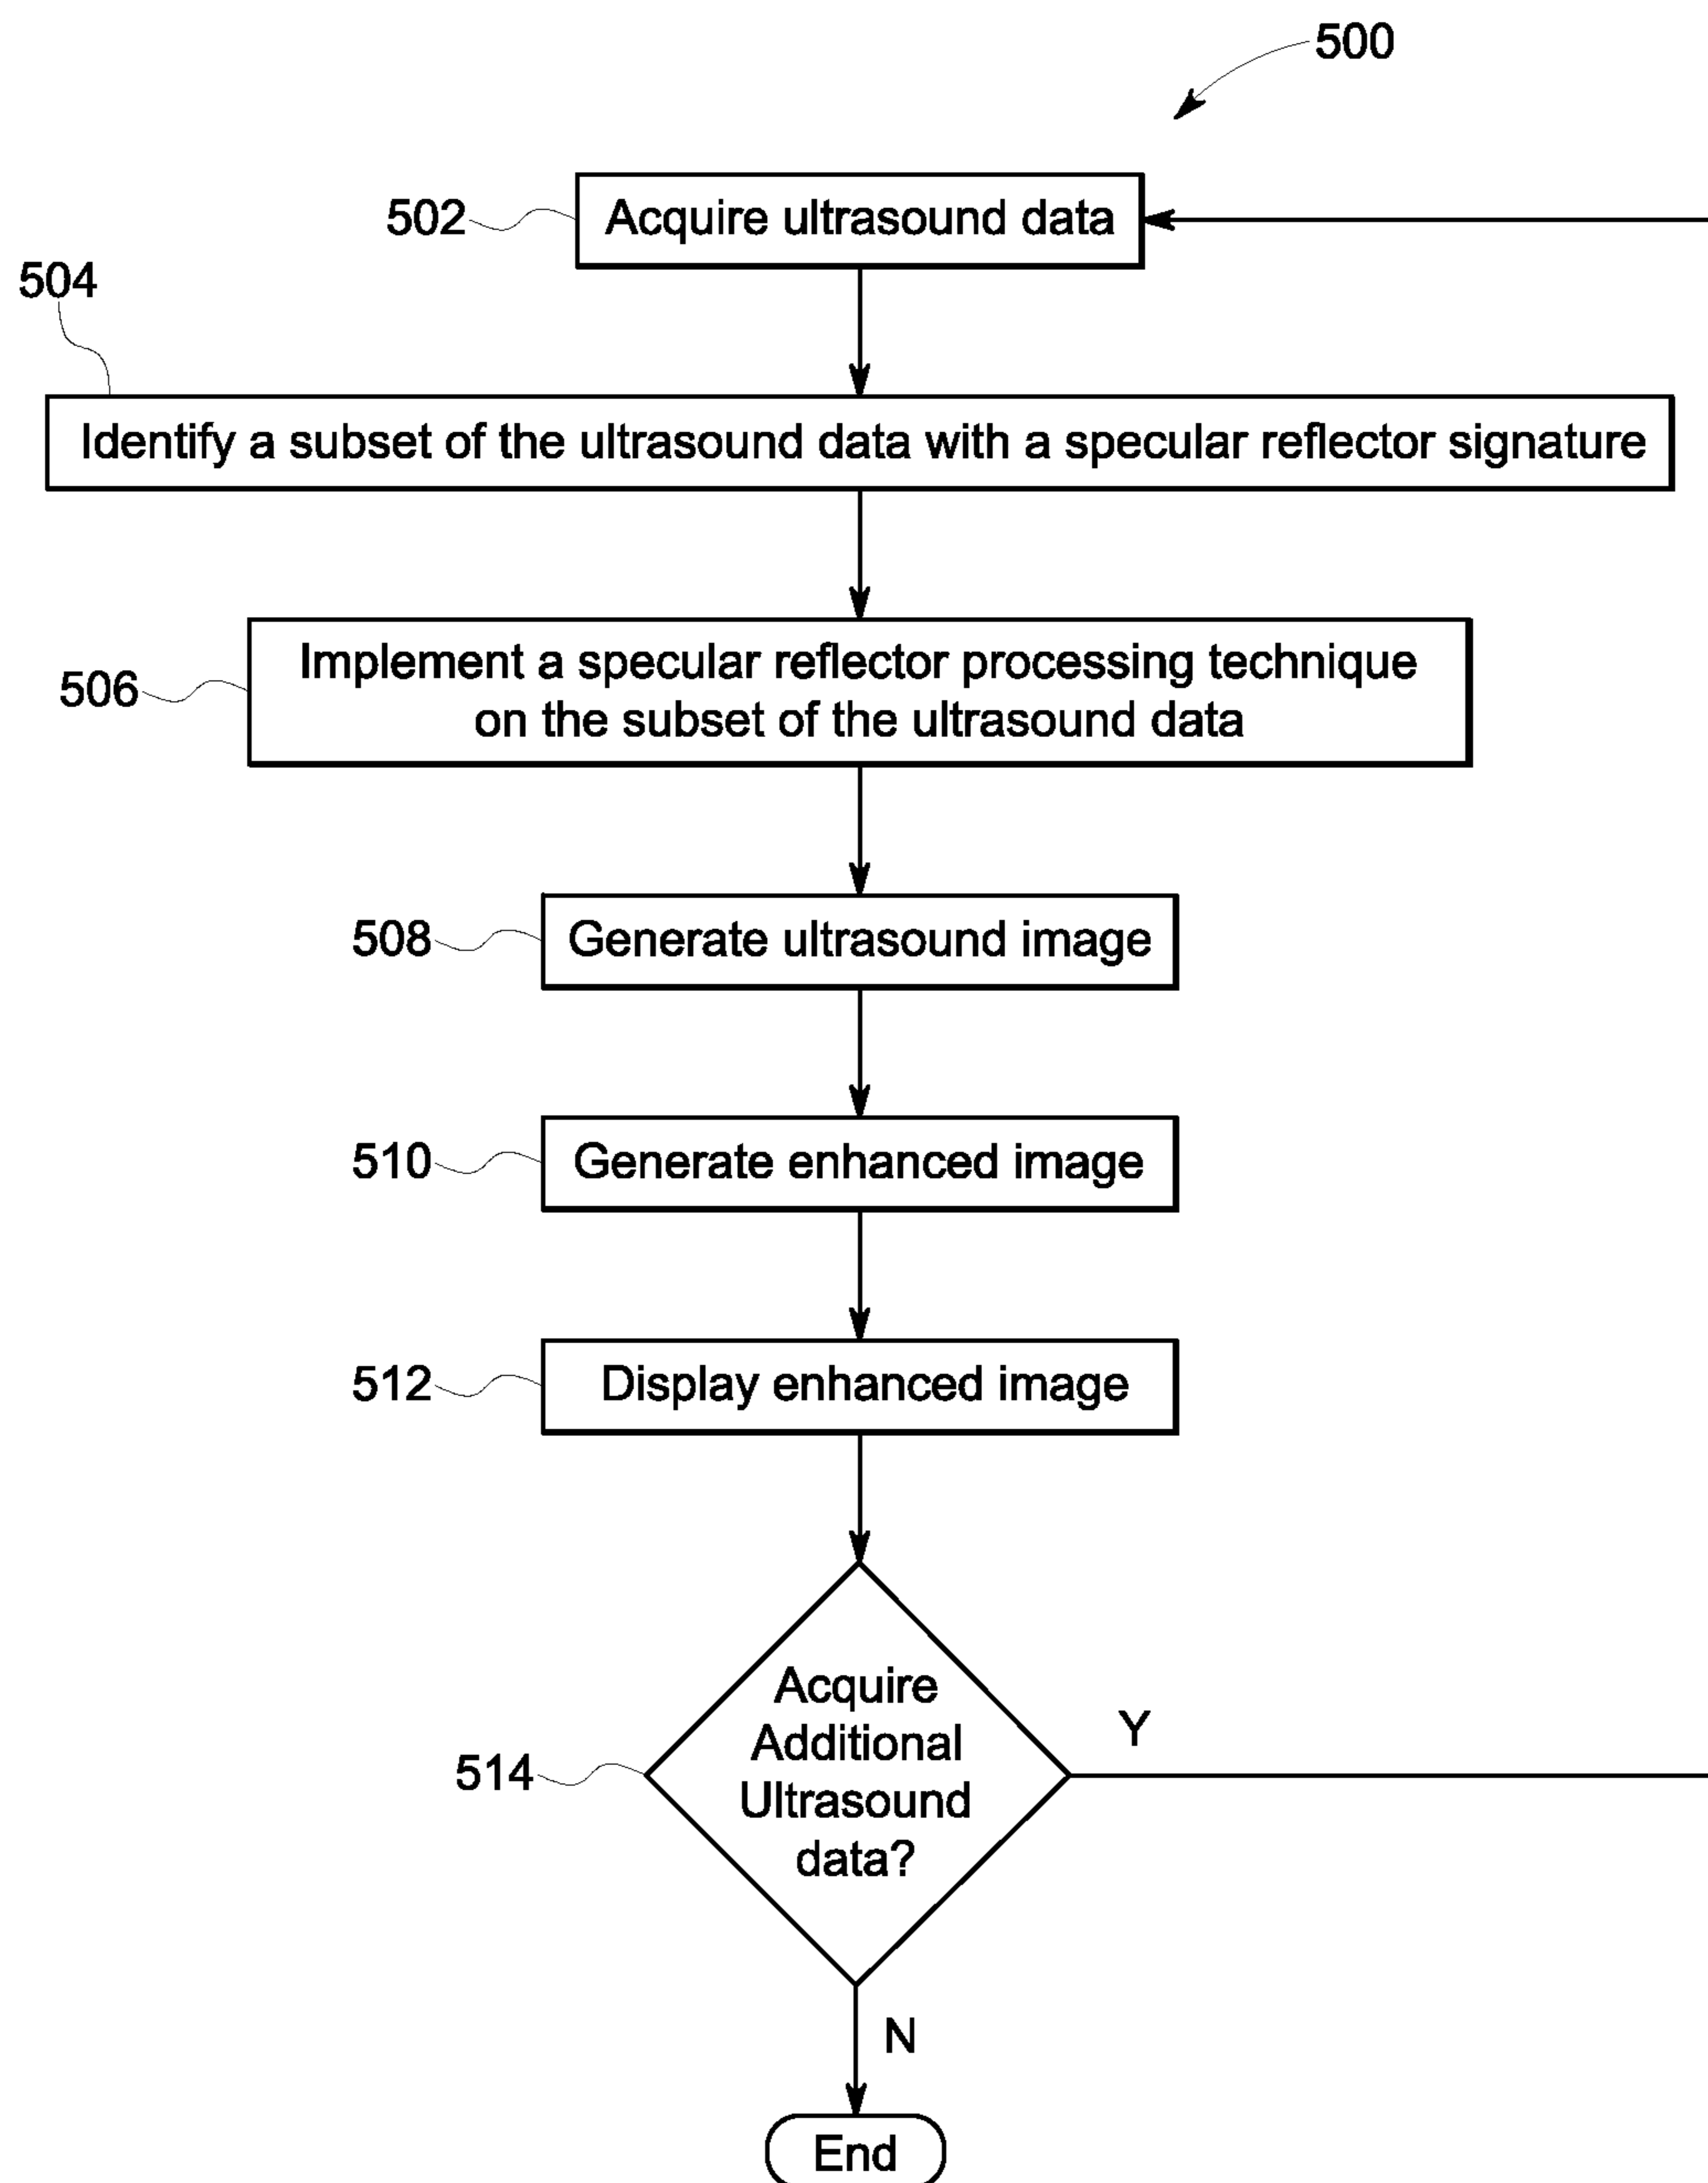 500
502
Acquire ultrasound data
504
Identify a subset of the ultrasound data with a specular reflector signature
506
Implement a specular reflector processing technique
on the subset of the ultrasound data
508
Generate ultrasound image
510
Generate enhanced image
512
Display enhanced image
514
Acquire
Additional
Ultrasound
data?
Y
N
End